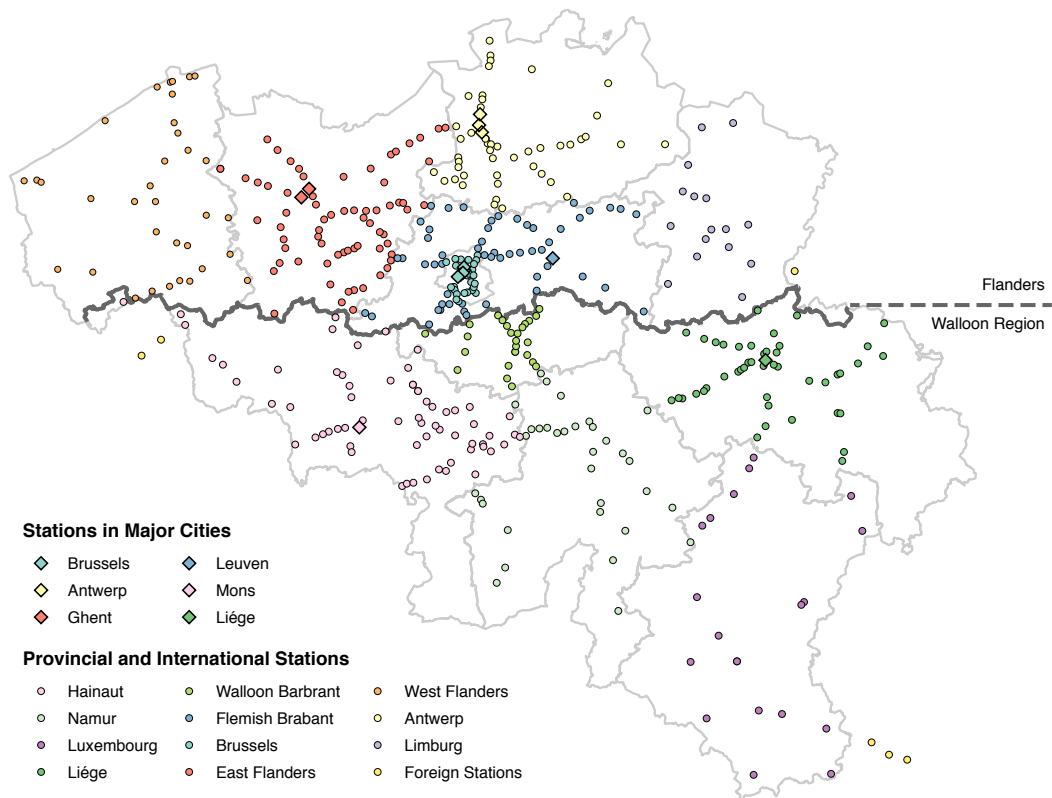 Flanders
Walloon Region
Stations in Major Cities
Brussels
Leuven
Antwerp
Mons
Ghent
Liége
Provincial and International Stations
Hainaut
Walloon Barbrant
West Flanders
Namur
Flemish Brabant
Antwerp
Luxembourg
Brussels
Limburg
Liége
East Flanders
Foreign Stations